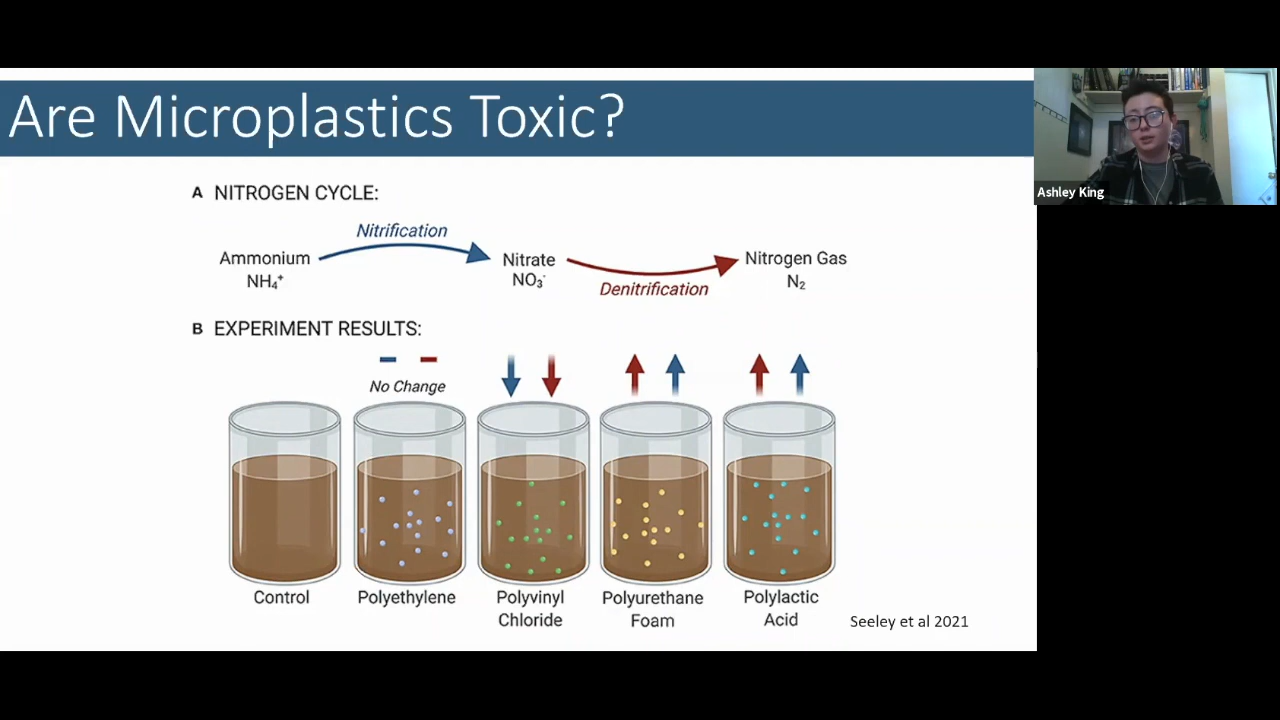 Are Microplastics Toxic?
Ashley King
A NITROGEN CYCLE:
Nitrification
Ammonium
NH₄⁺
Nitrate
NO₃⁻
Nitrogen Gas
N₂
Denitrification
B EXPERIMENT RESULTS:
No Change
Control
Polyethylene
Polyvinyl
Chloride
Polyurethane
Foam
Polylactic
Acid
Seeley et al 2021